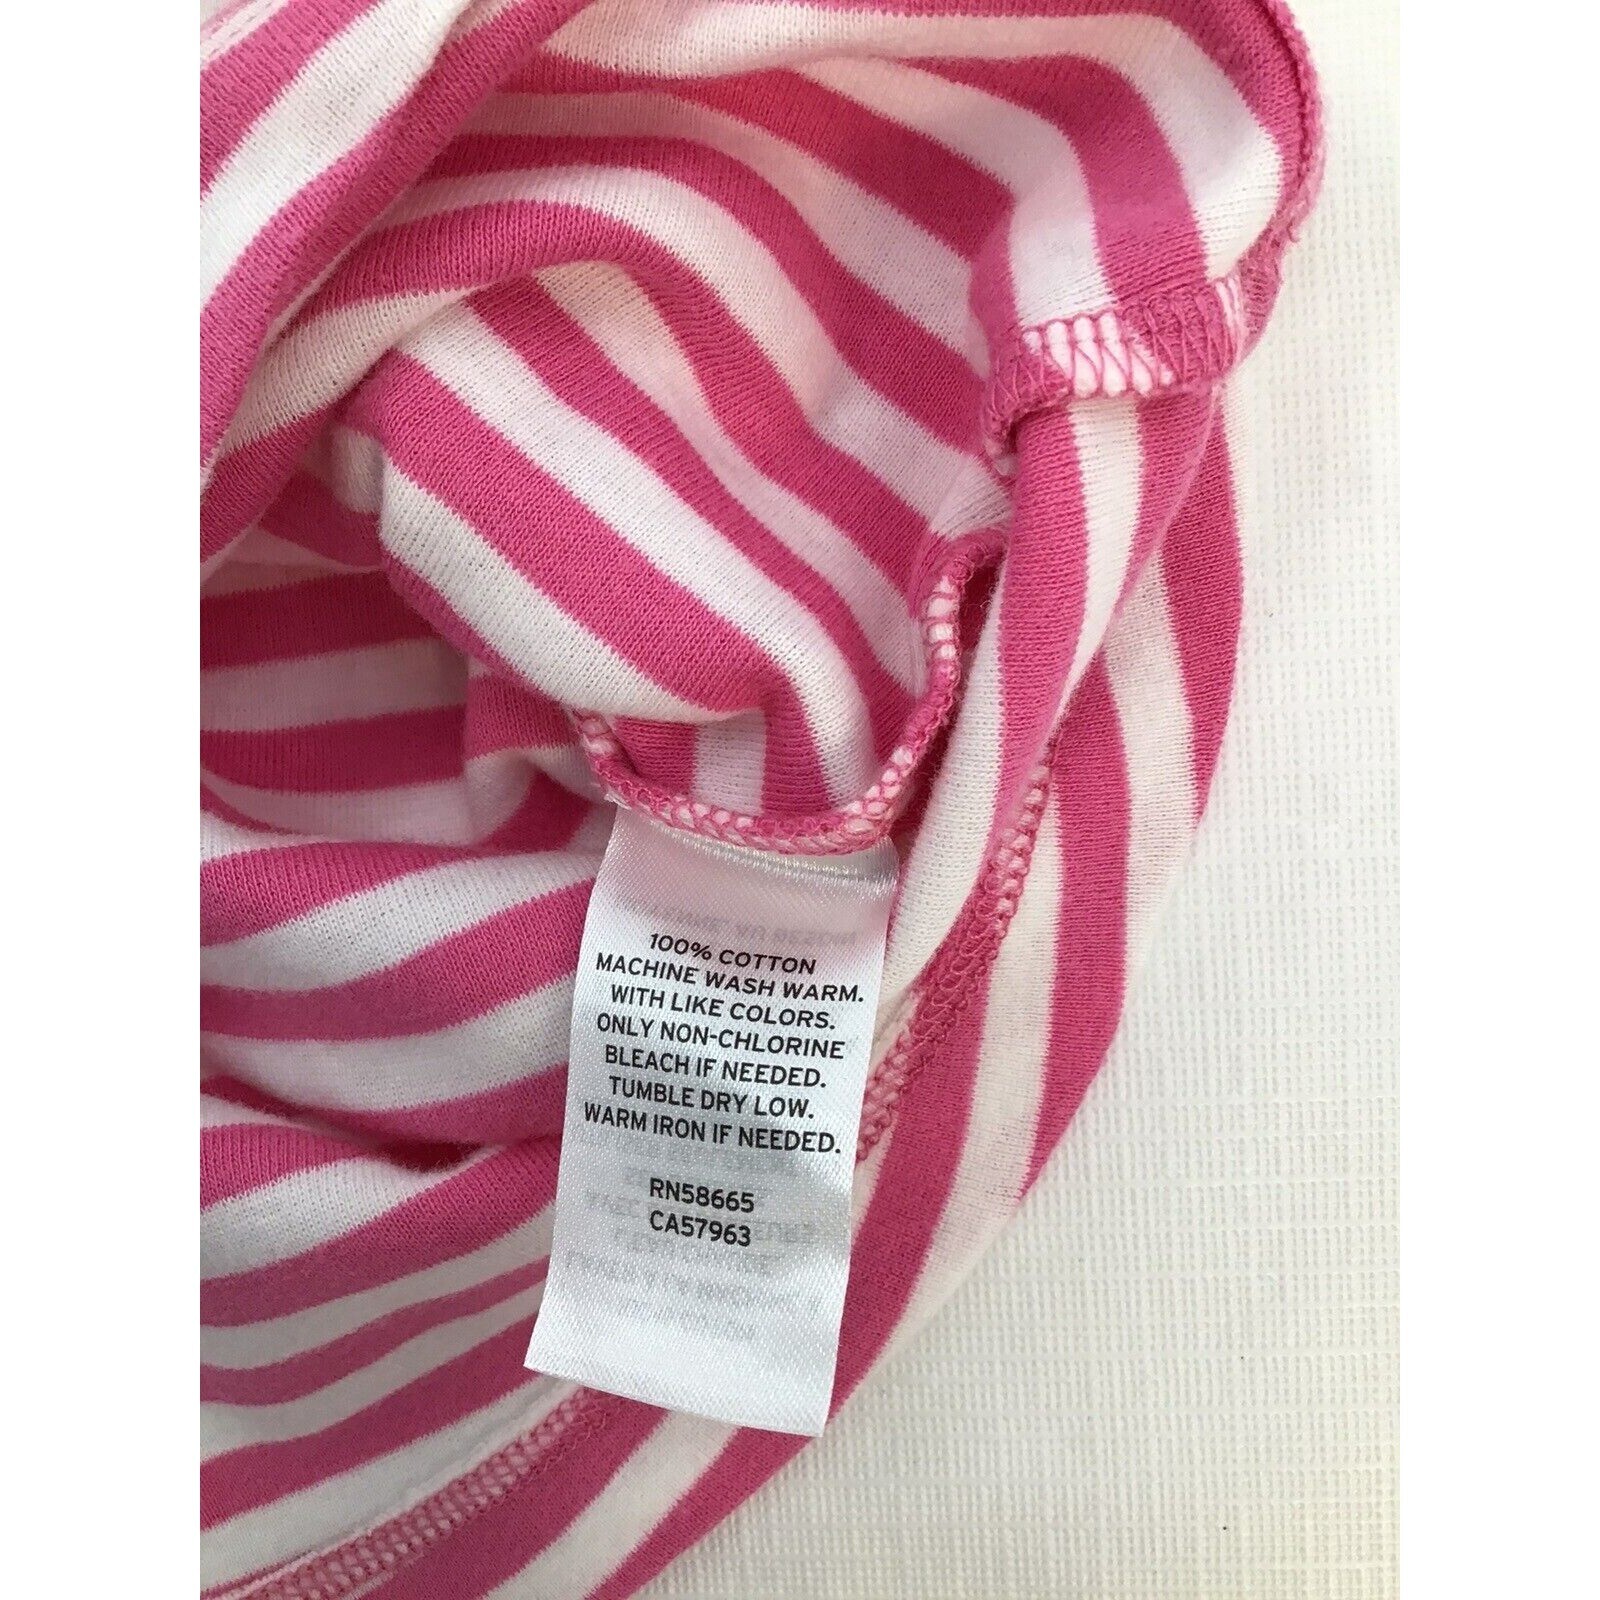 100% COTTON
MACHINE WASH WARM.
WITH LIKE COLORS.
ONLY NON-CHLORINE
BLEACH IF NEEDED.
TUMBLE DRY LOW.
WARM IRON IF NEEDED.
RN58665
CA57963